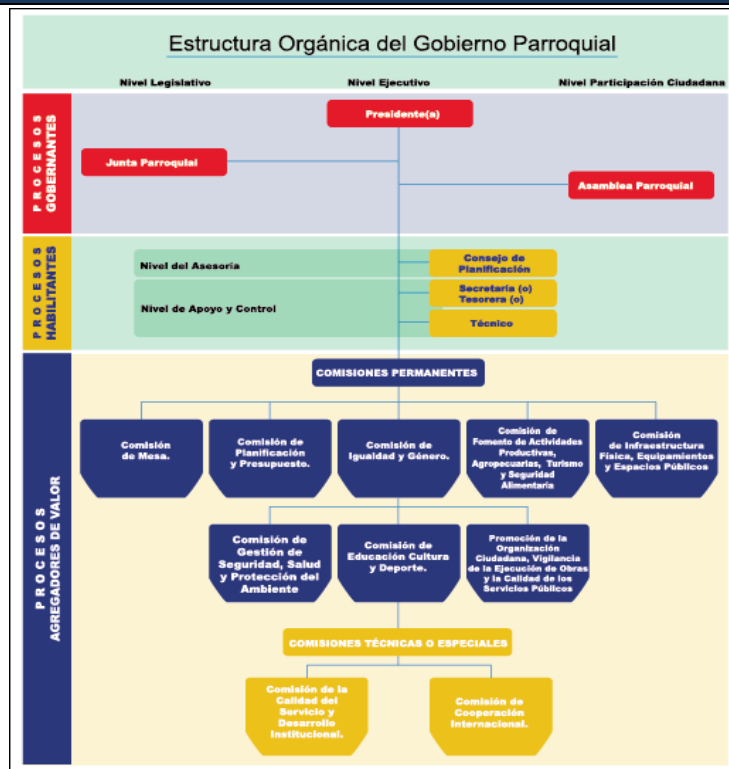 Estructura Orgánica del Gobierno Parroquial
Nivel Legislativo
Nivel Ejecutivo
Nivel Participación Ciudadana
PROCESOS
GOBERNANTES
Presidente(a)
Junta Parroquial
Asamblea Parroquial
PROCESOS
HABILITANTES
Nivel del Asesoría
Consejo de
Planificación
Nivel de Apoyo y Control
Secretaria (o)
Tesorera (o)
Técnico
PROCESOS
AGREGADORES DE VALOR
COMISIONES PERMANENTES
Comisión
de Mesa.
Comisión de
Planificación
y Presupuesto.
Comisión de
Igualdad y Género.
Comisión de
Fomento de Actividades
Productivas,
Agropecuarias, Turismo
y Seguridad
Alimentaria
Comisión
de Infraestructura
Física, Equipamientos
y Espacios Públicos
Comisión de
Gestión de
Seguridad, Salud
y Protección del
Ambiente
Comisión de
Educación Cultura
y Deporte.
Promoción de la
Organización
Ciudadana, Vigilancia
de la Ejecución de Obras
y la Calidad de los
Servicios Públicos
COMISIONES TÉCNICAS O ESPECIALES
Comisión de la
Calidad del
Servicio y
Desarrollo
Institucional.
Comisión de
Cooperación
Internacional.